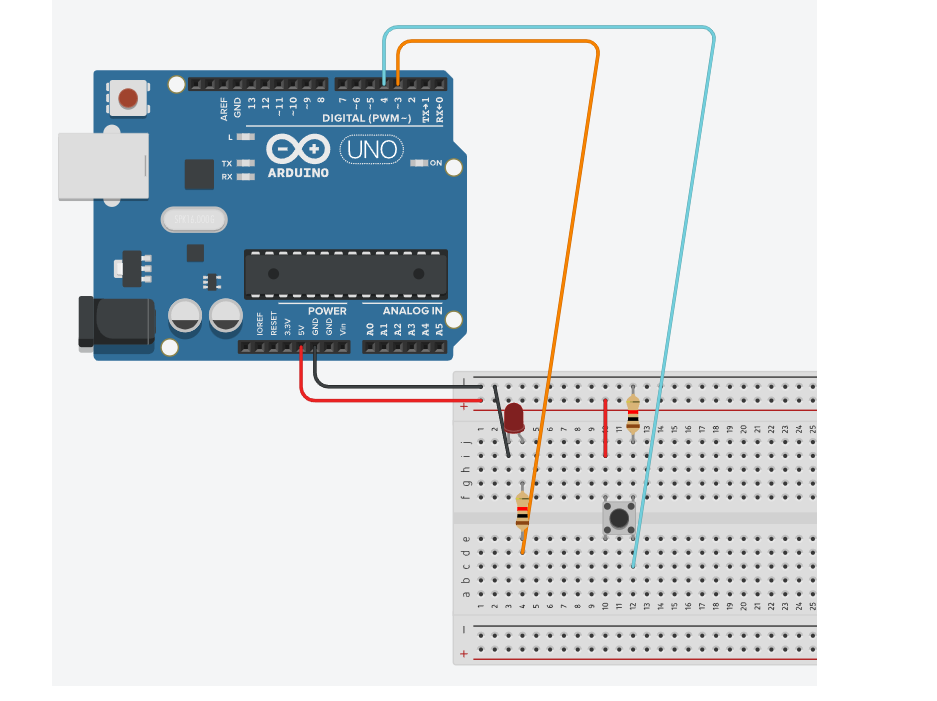 AREF
GND
13
12
~11
~10
~9
8
7
~6
~5
4
~3
2
TX→1
RX←0
DIGITAL (PWM~)
L
TX
RX
UNO
ON
ARDUINO
POWER
ANALOG IN
IOREF
RESET
3.3V
5V
GND
GND
Vin
A0
A1
A2
A3
A4
A5
− 
+
1 2 3 4 5 6 7 8 9 10 11 12 13 14 15 16 17 18 19 20 21 22 23 24 25
j
i
h
g
f
e
d
c
b
a
1 2 3 4 5 6 7 8 9 10 11 12 13 14 15 16 17 18 19 20 21 22 23 24 25
−
+